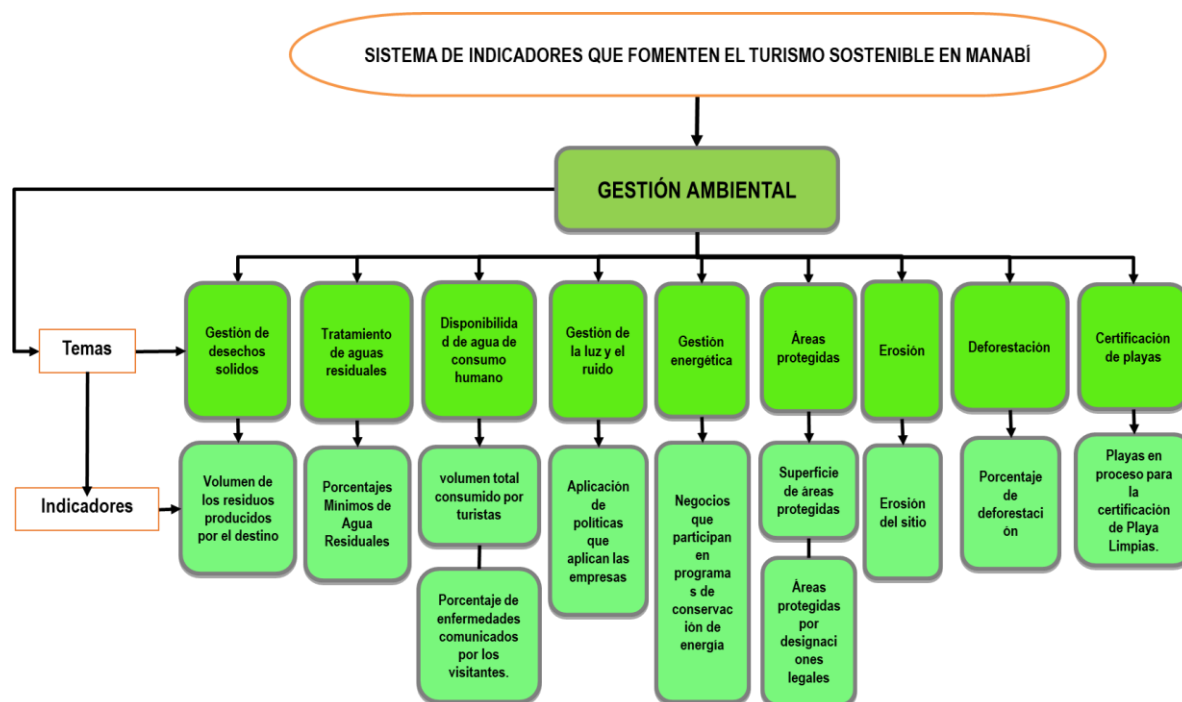 SISTEMA DE INDICADORES QUE FOMENTEN EL TURISMO SOSTENIBLE EN MANABÍ
GESTIÓN AMBIENTAL
Temas
Gestión de
desechos
solidos
Tratamiento
de aguas
residuales
Disponibilida
d de agua de
consumo
humano
Gestión de
la luz y el
ruido
Gestión
energética
Áreas
protegidas
Erosión
Deforestación
Certificación
de playas
Indicadores
Volumen de
los residuos
producidos
por el destino
Porcentajes
Mínimos de
Agua
Residuales
volumen total
consumido por
turistas
Porcentaje de
enfermedades
comunicados
por los
visitantes.
Aplicación
de
políticas
que
aplican las
empresas
Negocios
que
participan
en
programa
s de
conservac
ión de
energía
Superficie
de áreas
protegidas
Áreas
protegidas
por
designaci
ones
legales
Erosión
del sitio
Porcentaje
de
deforestaci
ón
Playas en
proceso para
la
certificación
de Playa
Limpias.